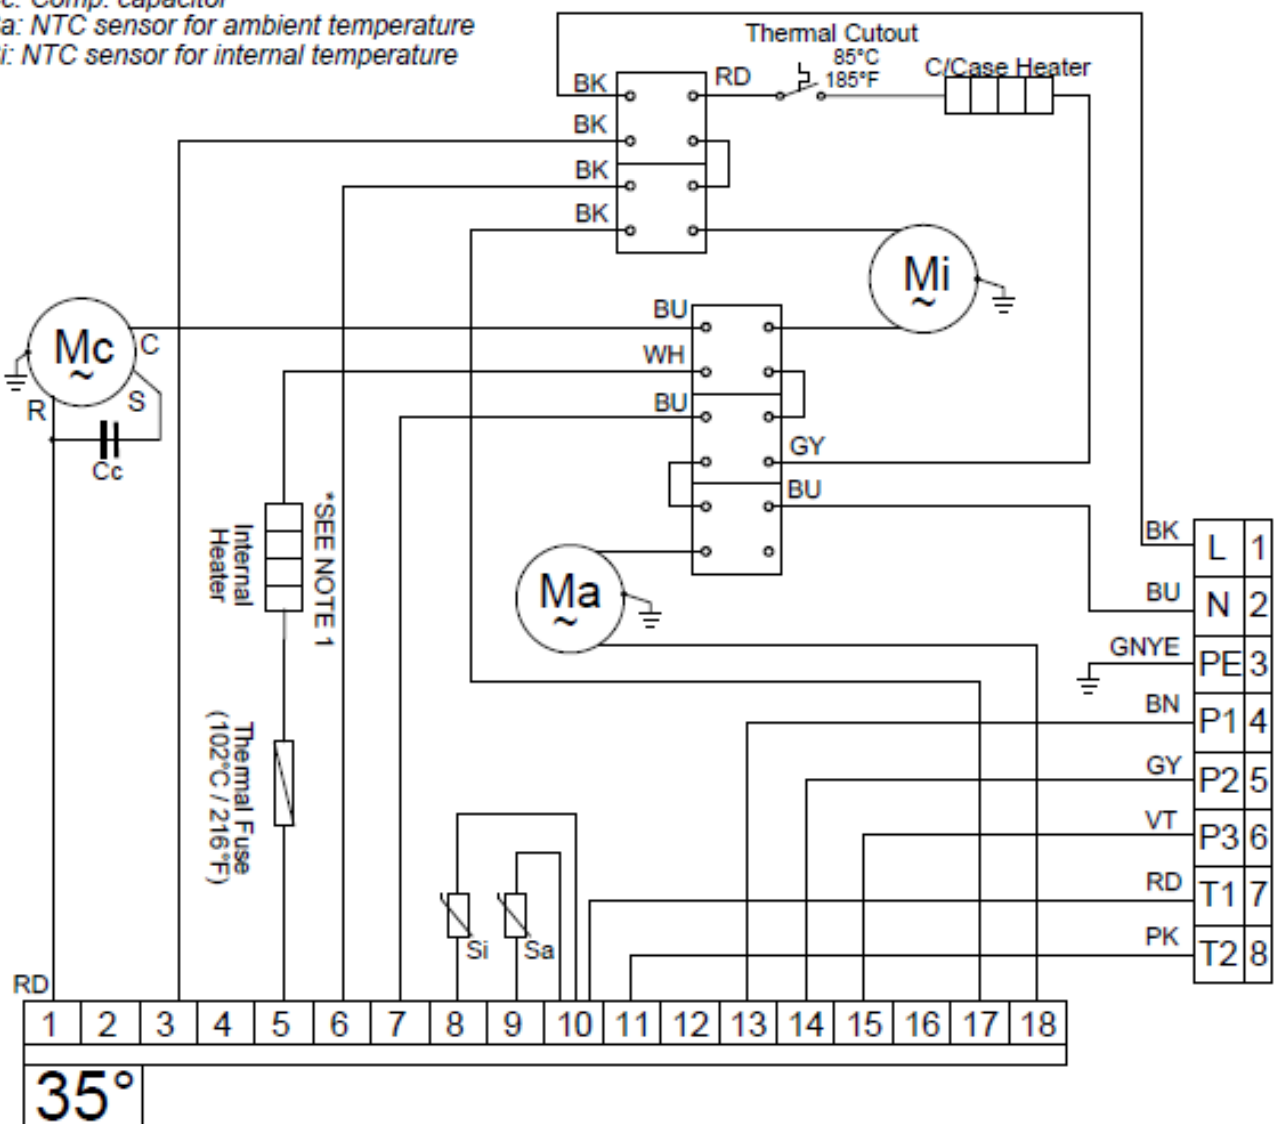 c: Comp. capacitor
a: NTC sensor for ambient temperature
i: NTC sensor for internal temperature
Thermal Cutout
85°C
185°F
C/Case Heater
BK
RD
BK
BK
BK
Mi
~
BU
WH
BU
GY
BU
Mc
~
C
S
R
Cc
*SEE NOTE 1
Internal
Heater
Thermal Fuse
(102°C / 216°F)
Ma
~
Si
Sa
BK L 1
BU N 2
GNYE PE 3
BN P1 4
GY P2 5
VT P3 6
RD T1 7
PK T2 8
RD
1 2 3 4 5 6 7 8 9 10 11 12 13 14 15 16 17 18
35°